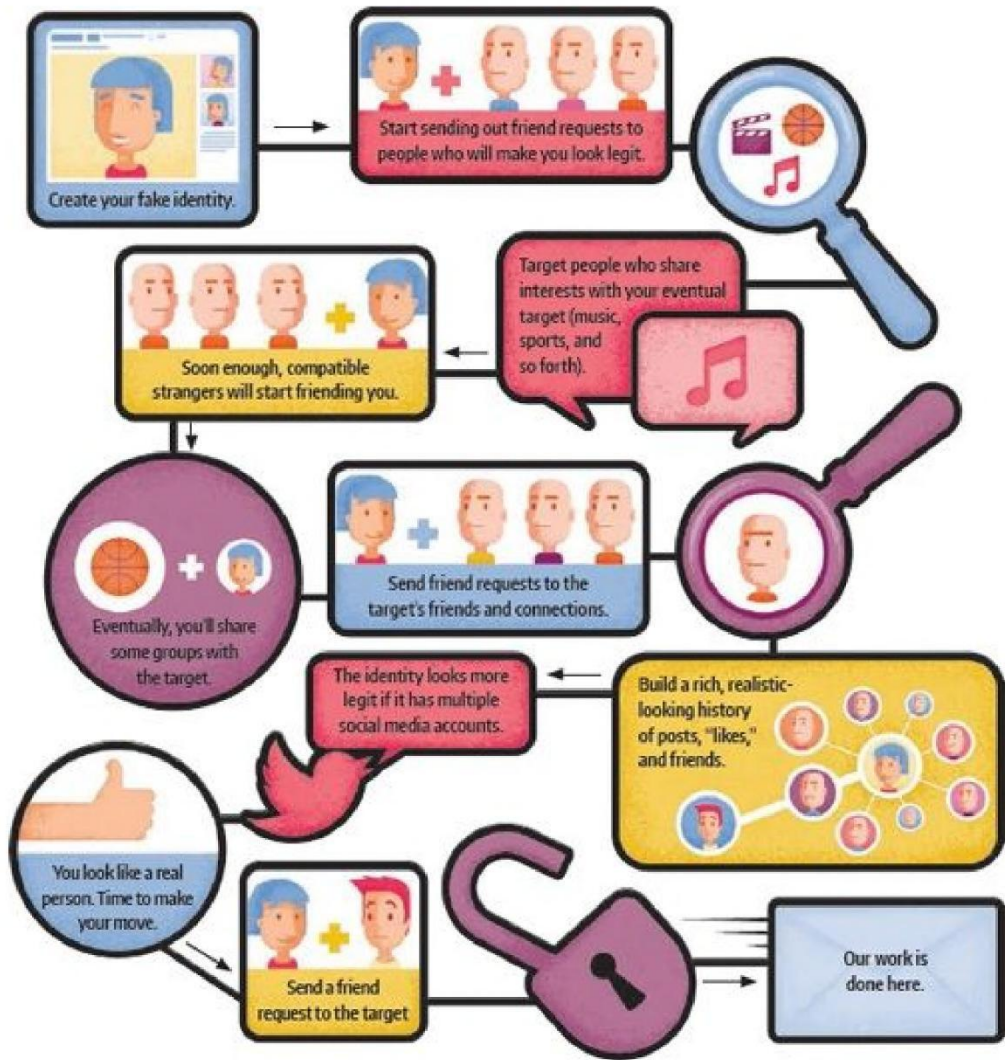 Create your fake identity.
Start sending out friend requests to
people who will make you look legit.
Target people who share
interests with your eventual
target (music,
sports, and
so forth).
Soon enough, compatible
strangers will start friending you.
Eventually, you'll share
some groups with
the target.
Send friend requests to the
target's friends and connections.
Build a rich, realistic-
looking history
of posts, "likes,"
and friends.
The identity looks more
legit if it has multiple
social media accounts.
You look like a real
person. Time to make
your move.
Send a friend
request to the target
Our work is
done here.